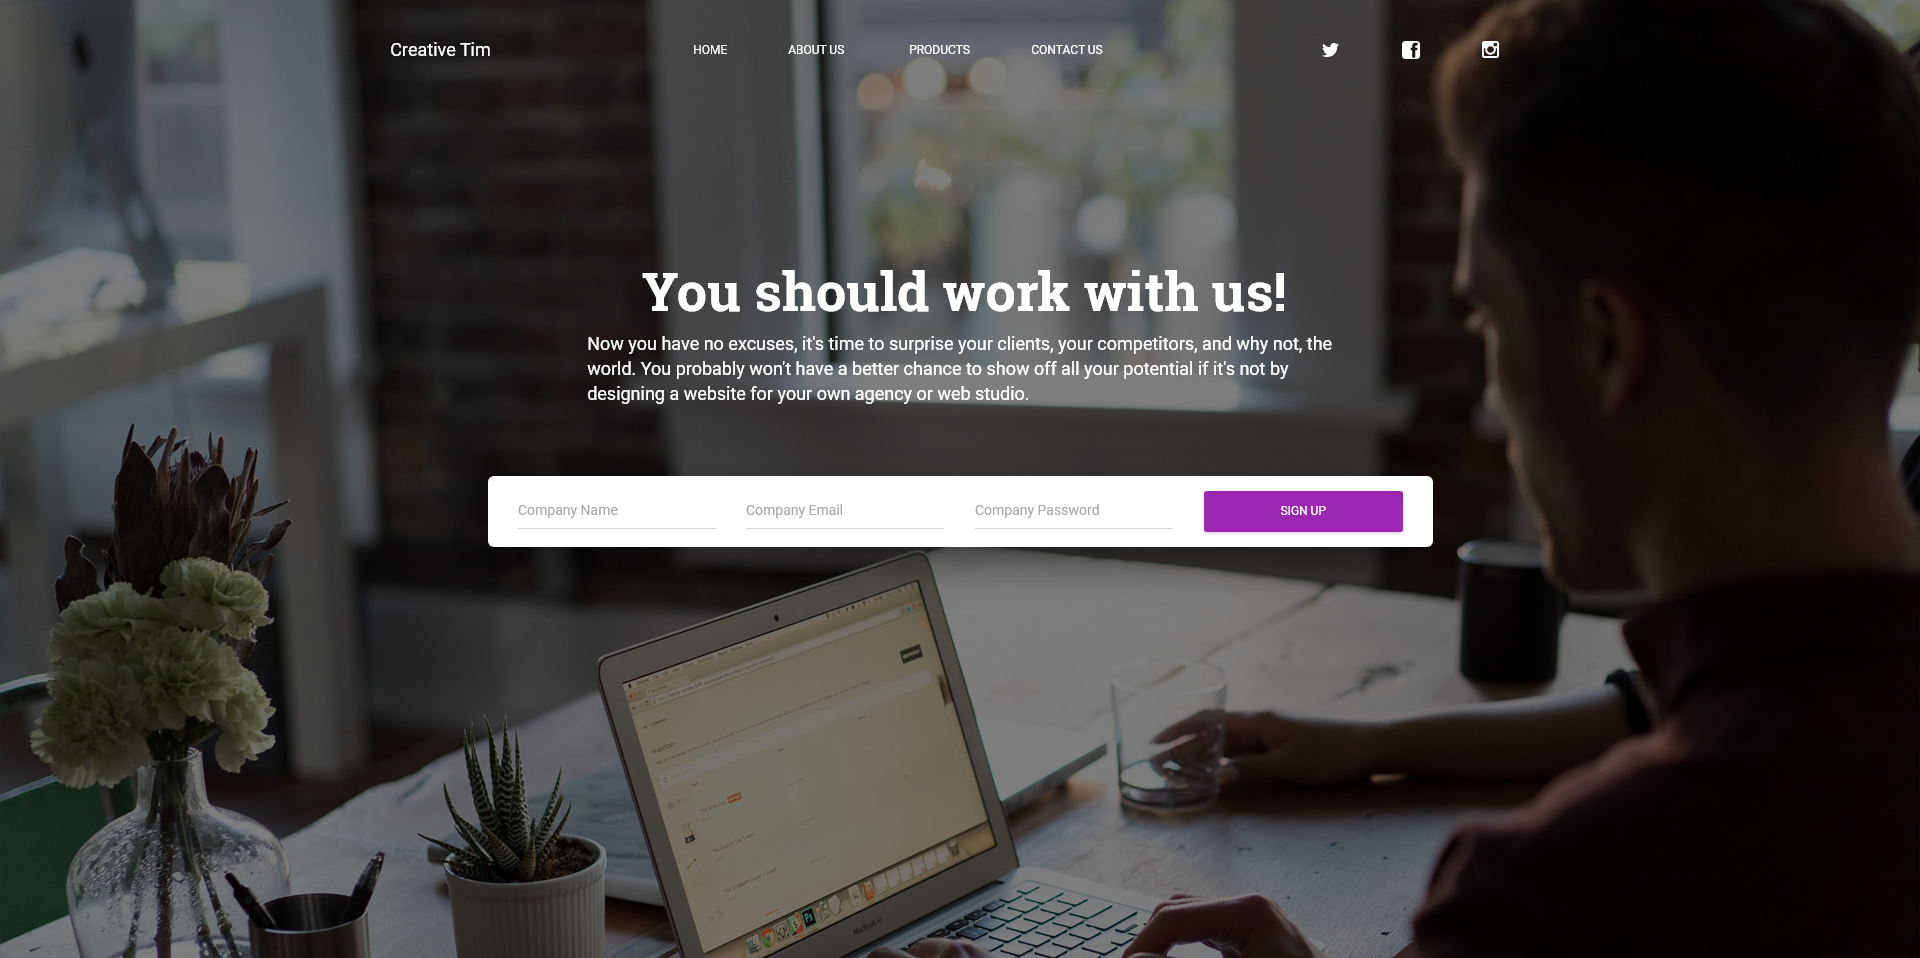 Creative Tim
HOME
ABOUT US
PRODUCTS
CONTACT US
You should work with us!
Now you have no excuses, it's time to surprise your clients, your competitors, and why not, the
world. You probably won't have a better chance to show off all your potential if it's not by
designing a website for your own agency or web studio.
Company Name
Company Email
Company Password
SIGN UP
INVENTORY
MacBook Air